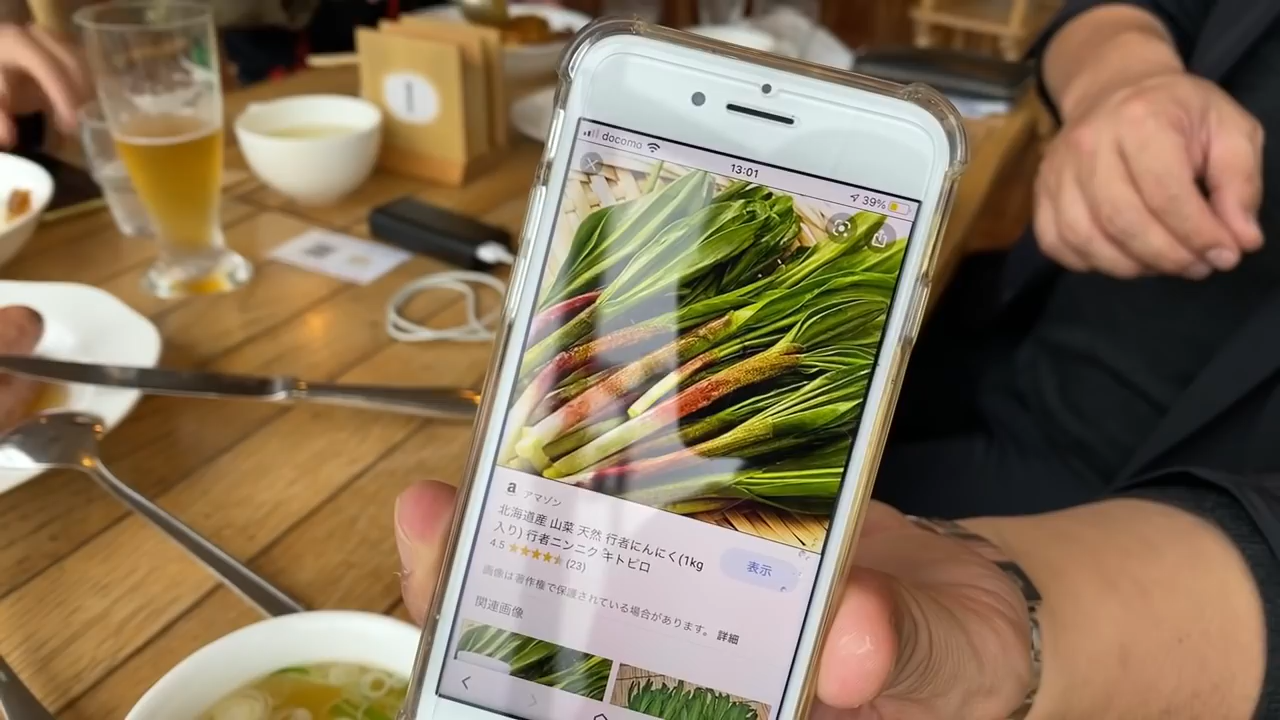 docomo
13:01
39%
a アマゾン
北海道産 山菜 天然 行者にんにく(1kg
入り) 行者ニンニク キトピロ
4.5 ★★★★★ (23)
表示
画像は著作権で保護されている場合があります。 詳細
関連画像